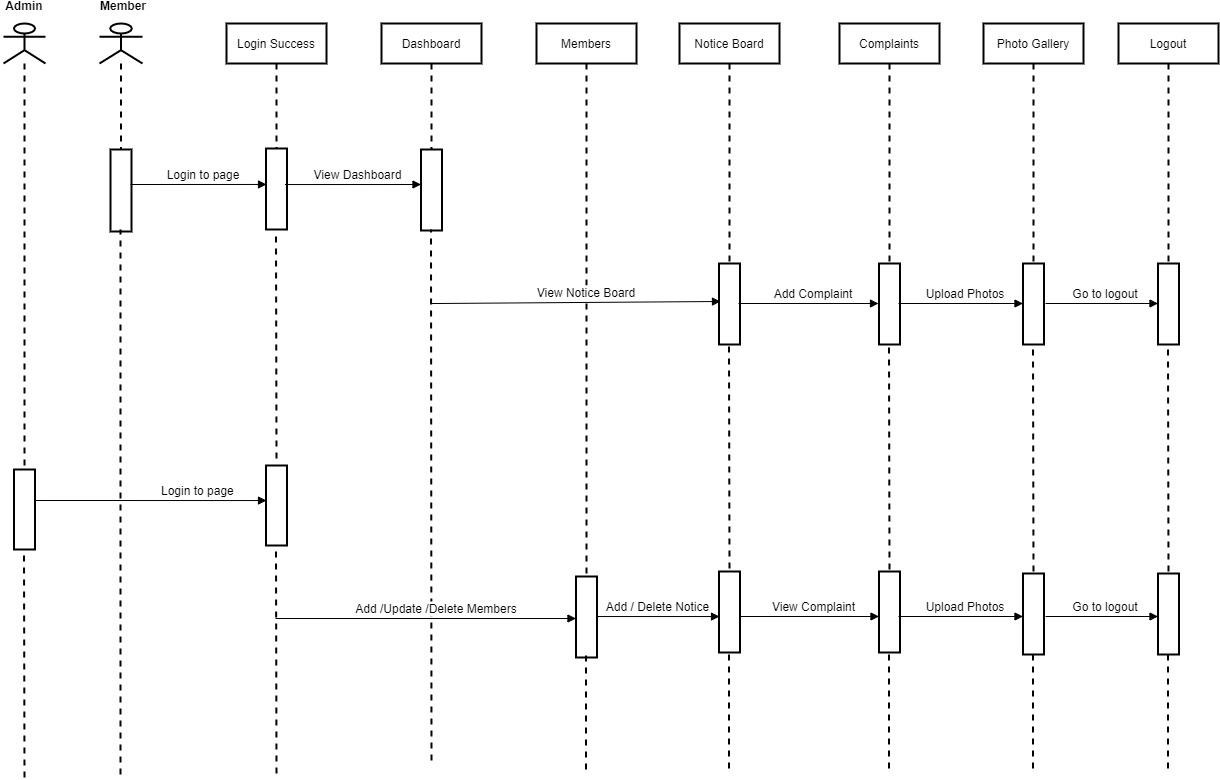 Admin
Member
Login Success
Dashboard
Members
Notice Board
Complaints
Photo Gallery
Logout
Login to page
View Dashboard
View Notice Board
Add Complaint
Upload Photos
Go to logout
Login to page
Add /Update /Delete Members
Add / Delete Notice
View Complaint
Upload Photos
Go to logout